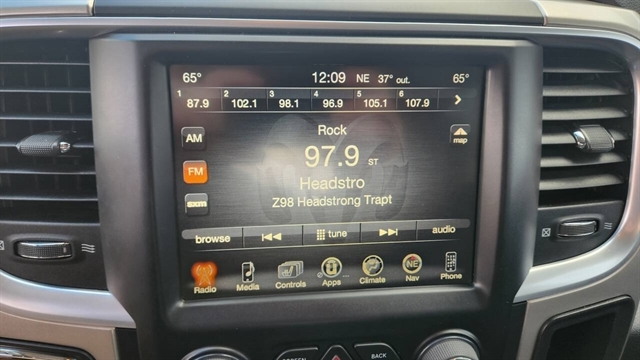 65° 12:09 NE 37° out. 65°
1 2 3 4 5 6
87.9 102.1 98.1 96.9 105.1 107.9
Rock
AM
97.9 ST
map
FM
Headstro
sxm
Z98 Headstrong Trapt
browse tune audio
Radio Media Controls Apps Climate NE Nav Phone
SCREEN BACK